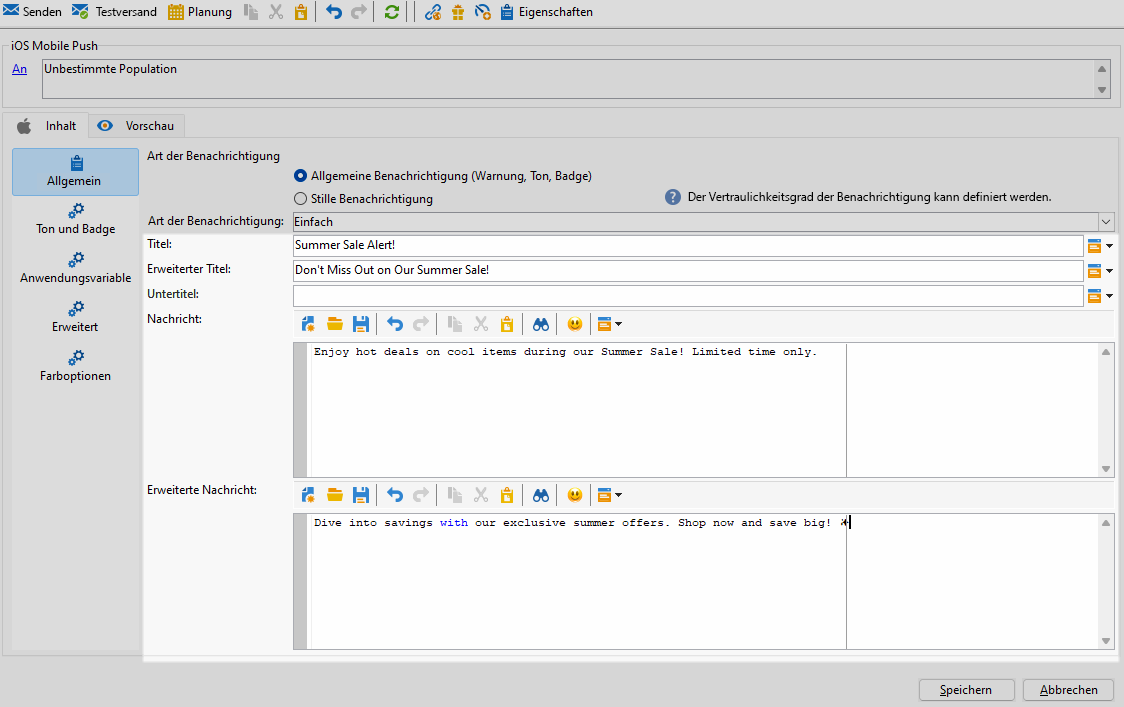 Senden Testversand Planung Eigenschaften
iOS Mobile Push
An Unbestimmte Population
Inhalt Vorschau
Allgemein
Ton und Badge
Anwendungsvariable
Erweitert
Farboptionen
Art der Benachrichtigung
Allgemeine Benachrichtigung (Warnung, Ton, Badge)
Stille Benachrichtigung
? Der Vertraulichkeitsgrad der Benachrichtigung kann definiert werden.
Art der Benachrichtigung: Einfach
Titel: Summer Sale Alert!
Erweiterter Titel: Don't Miss Out on Our Summer Sale!
Untertitel:
Nachricht:
Enjoy hot deals on cool items during our Summer Sale! Limited time only.
Erweiterte Nachricht:
Dive into savings with our exclusive summer offers. Shop now and save big!
Speichern Abbrechen